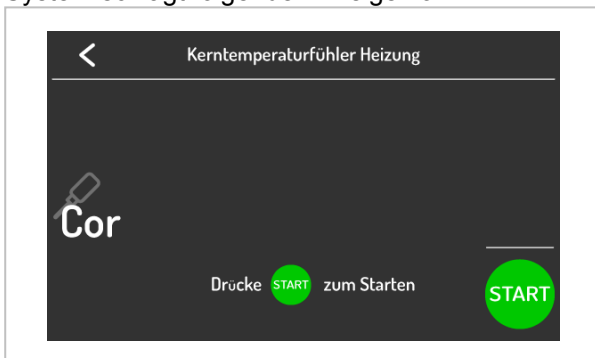 Kerntemperaturfühler Heizung
Cor
Drücke START zum Starten
START